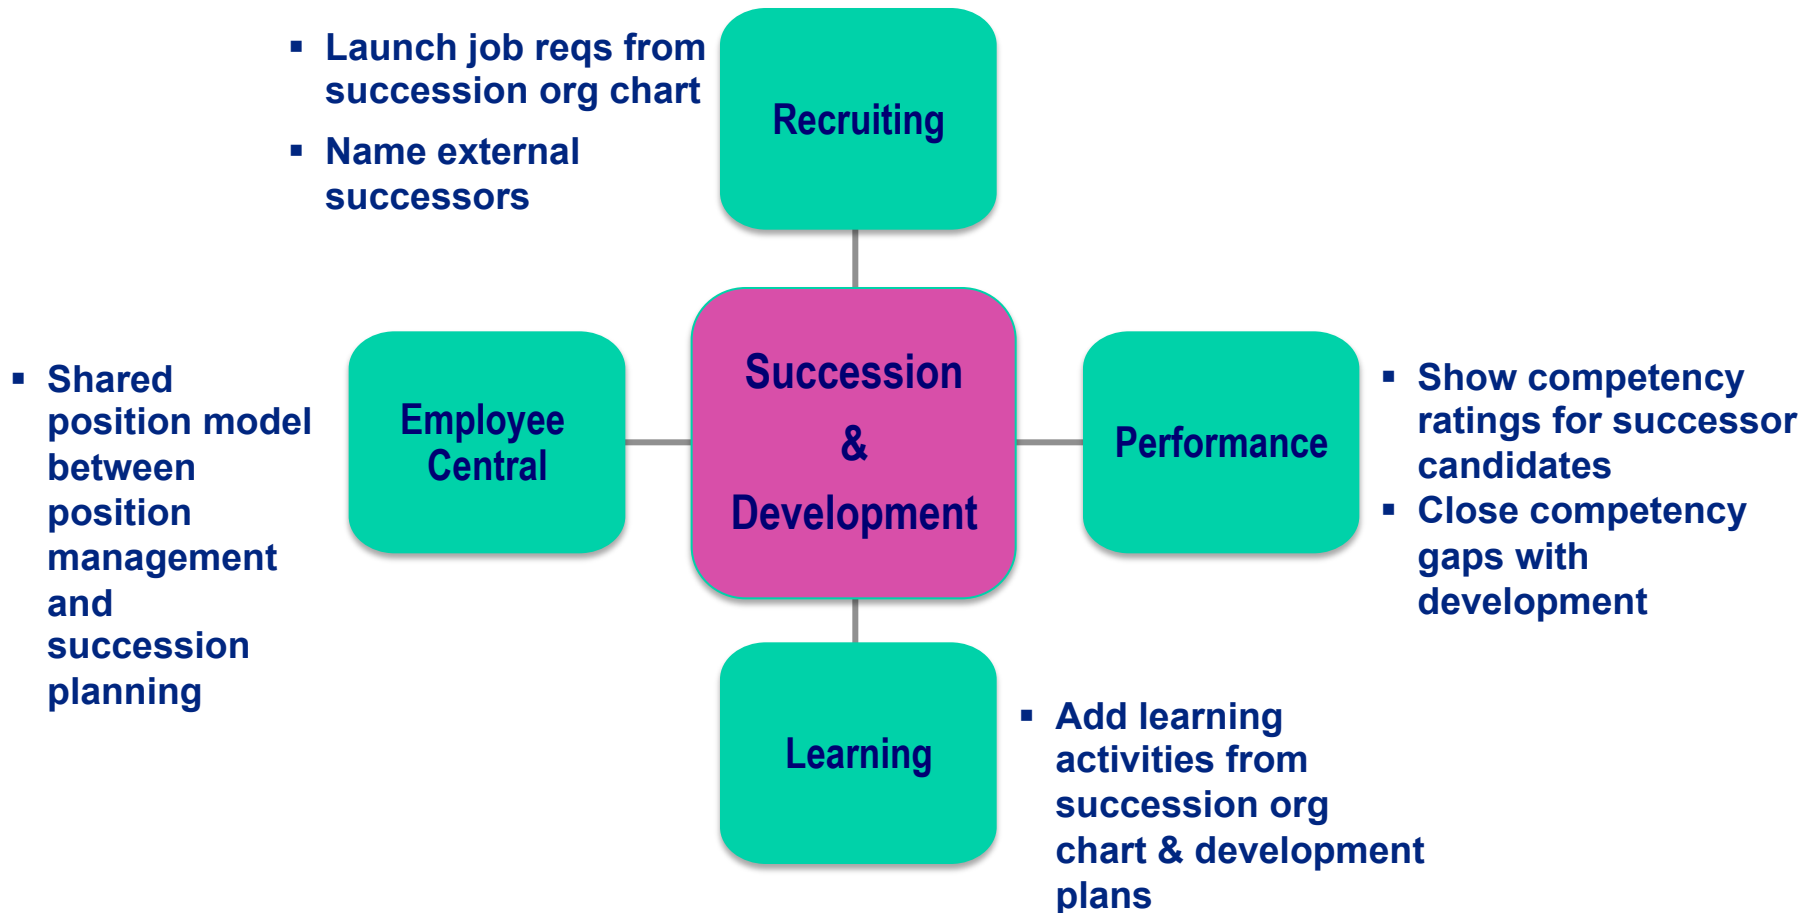 ▪ Launch job reqs from
succession org chart
▪ Name external
successors
Recruiting
▪ Shared
position model
between
position
management
and
succession
planning
Employee
Central
Succession
&
Development
Performance
▪ Show competency
ratings for successor
candidates
▪ Close competency
gaps with
development
Learning
▪ Add learning
activities from
succession org
chart & development
plans